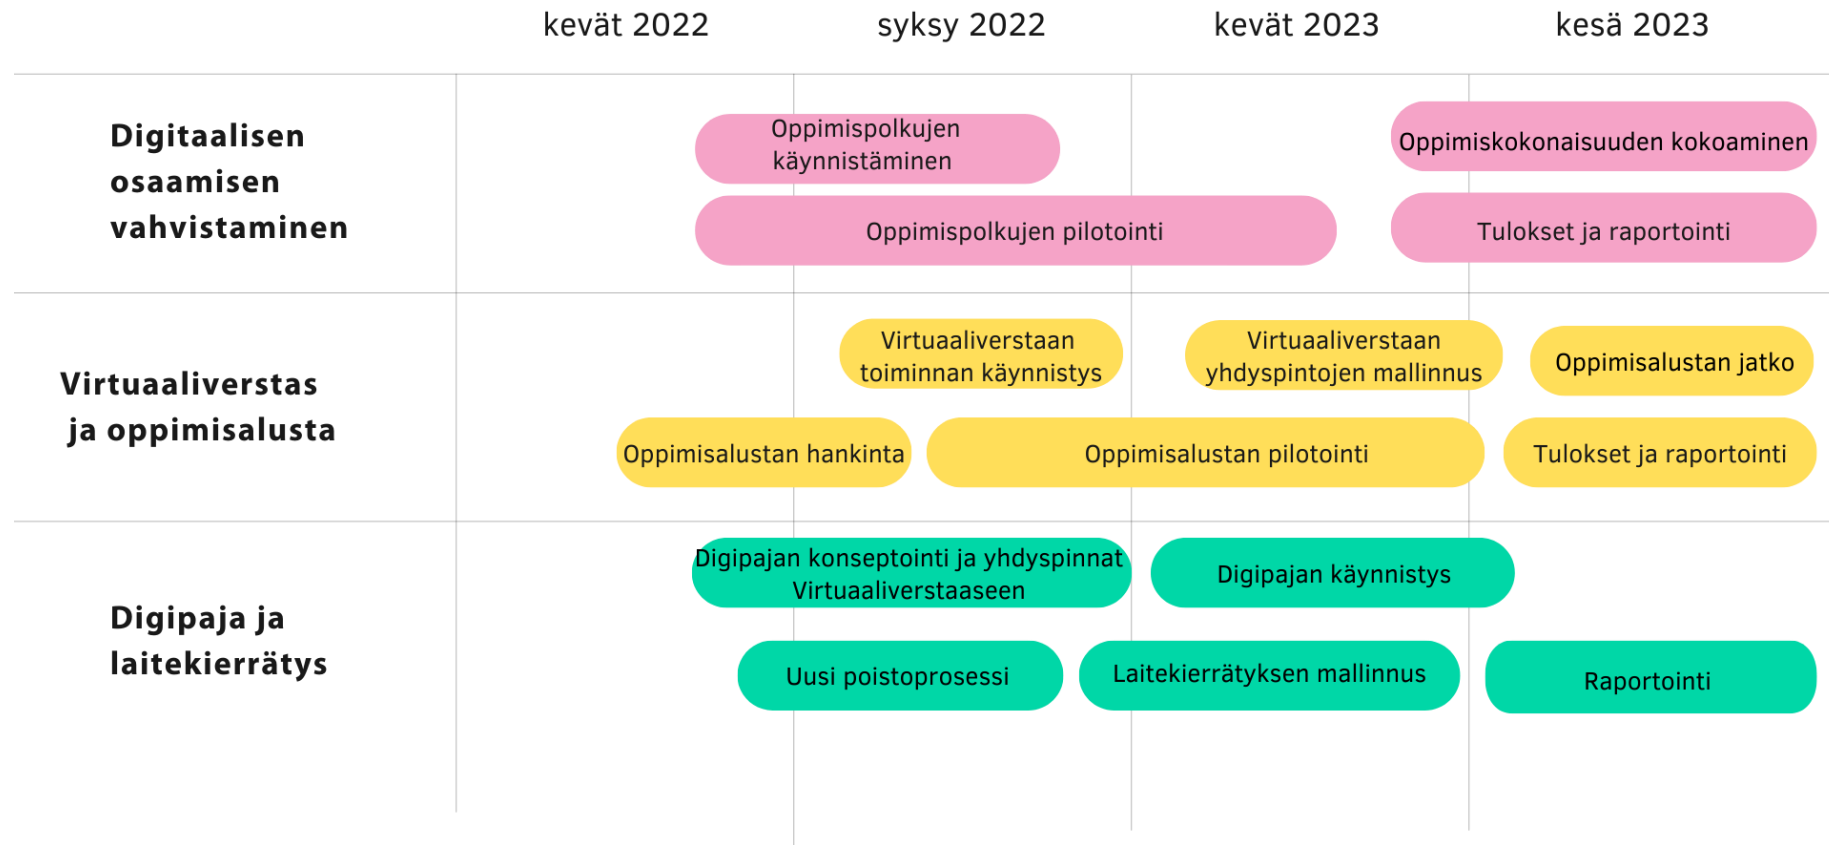 kevät 2022
syksy 2022
kevät 2023
kesä 2023
Digitaalisen
osaamisen
vahvistaminen
Oppimispolkujen
käynnistäminen
Oppimiskokonaisuuden kokoaminen
Oppimispolkujen pilotointi
Tulokset ja raportointi
Virtuaaliverstas
ja oppimisalusta
Virtuaaliverstaan
toiminnan käynnistys
Virtuaaliverstaan
yhdyspintojen mallinnus
Oppimisalustan jatko
Oppimisalustan hankinta
Oppimisalustan pilotointi
Tulokset ja raportointi
Digipaja ja
laitekierrätys
Digipajan konseptointi ja yhdyspinnat
Virtuaaliverstaaseen
Digipajan käynnistys
Uusi poistoprosessi
Laitekierrätyksen mallinnus
Raportointi